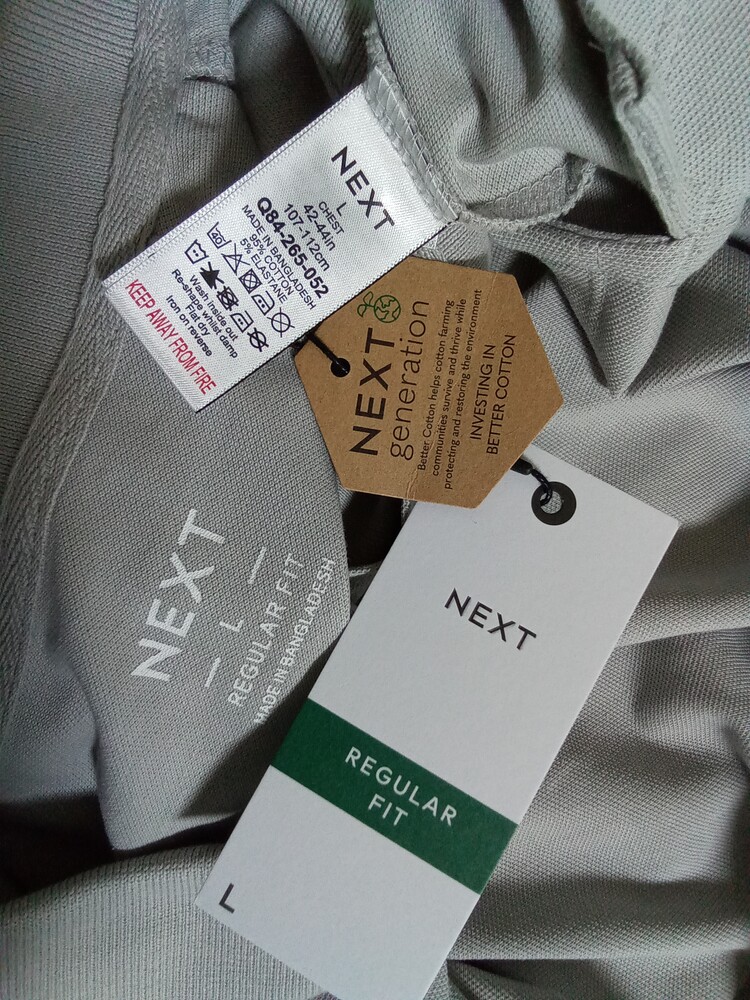 NEXT
L
CHEST
42-44in
107-112cm
Q84-265-052
MADE IN BANGLADESH
95% COTTON
5% ELASTANE
40
Wash inside out
Re-shape whilst damp
Flat dry
Iron on reverse
KEEP AWAY FROM FIRE
NEXT
generation
Better Cotton helps cotton farming
communities survive and thrive while
protecting and restoring the environment
INVESTING IN
BETTER COTTON
NEXT
— L —
REGULAR FIT
MADE IN BANGLADESH
NEXT
REGULAR
FIT
L